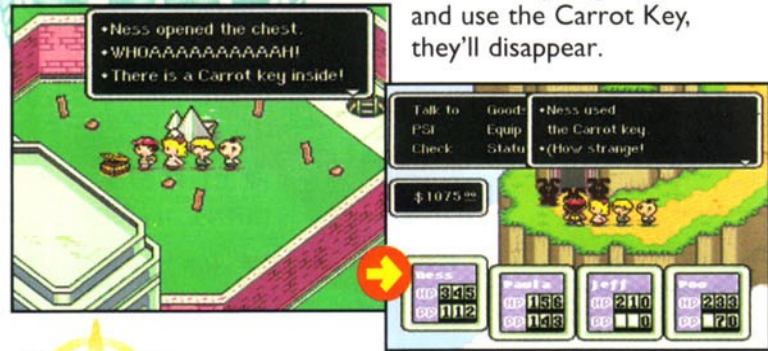 •Ness opened the chest.
•WHOAAAAAAAAAAH!
•There is a Carrot key inside!
and use the Carrot Key,
they'll disappear.
Talk to Goods
PSI Equip
Check Statu
•Ness used
the Carrot key.
•(How strange!
$1075.00
Ness
HP 345
PP 112
Paula
HP 156
PP 143
Jeff
HP 210
PP 0
Poo
HP 233
PP 70